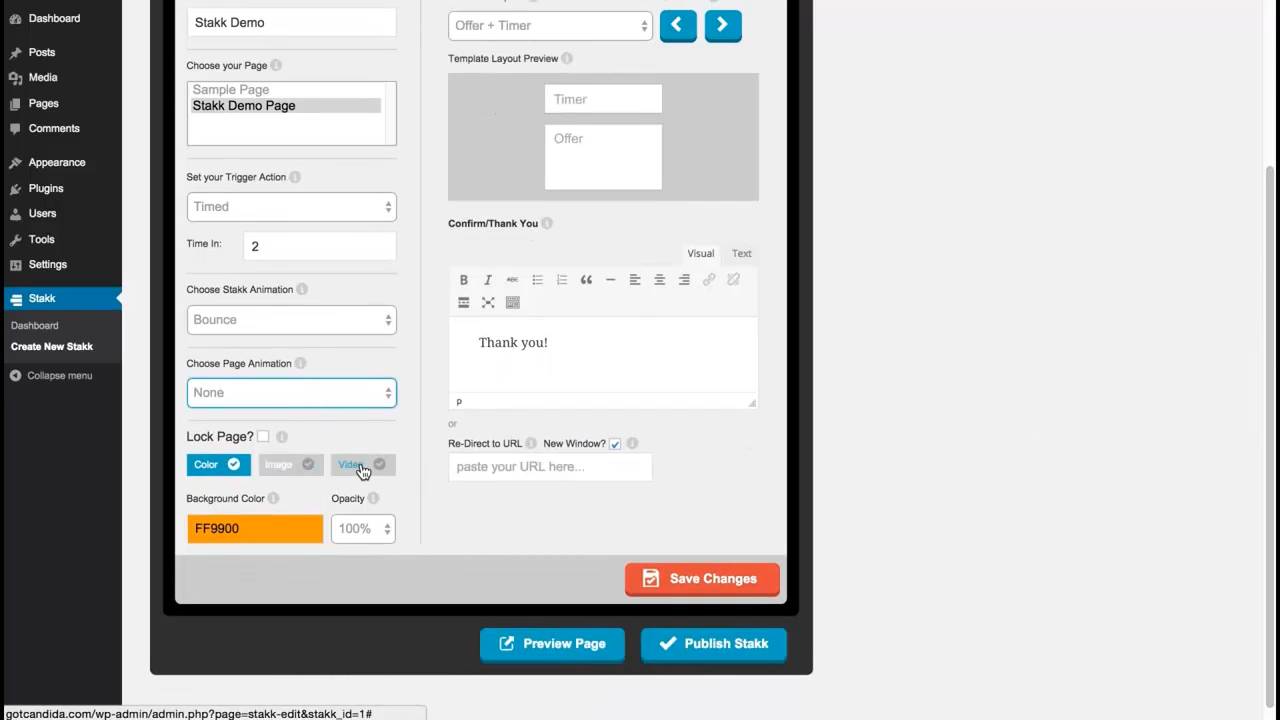 Dashboard
Posts
Media
Pages
Comments
Appearance
Plugins
Users
Tools
Settings
Stakk
Dashboard
Create New Stakk
Collapse menu
Stakk Demo
Choose your Page
Sample Page
Stakk Demo Page
Set your Trigger Action
Timed
Time In: 2
Choose Stakk Animation
Bounce
Choose Page Animation
None
Lock Page?
Color Image Video
Background Color Opacity
FF9900 100%
Offer + Timer
Template Layout Preview
Timer
Offer
Confirm/Thank You
Visual Text
B I ABC
Thank you!
p
or
Re-Direct to URL New Window?
paste your URL here...
Save Changes
Preview Page Publish Stakk
gotcandida.com/wp-admin/admin.php?page=stakk-edit&stakk_id=1#